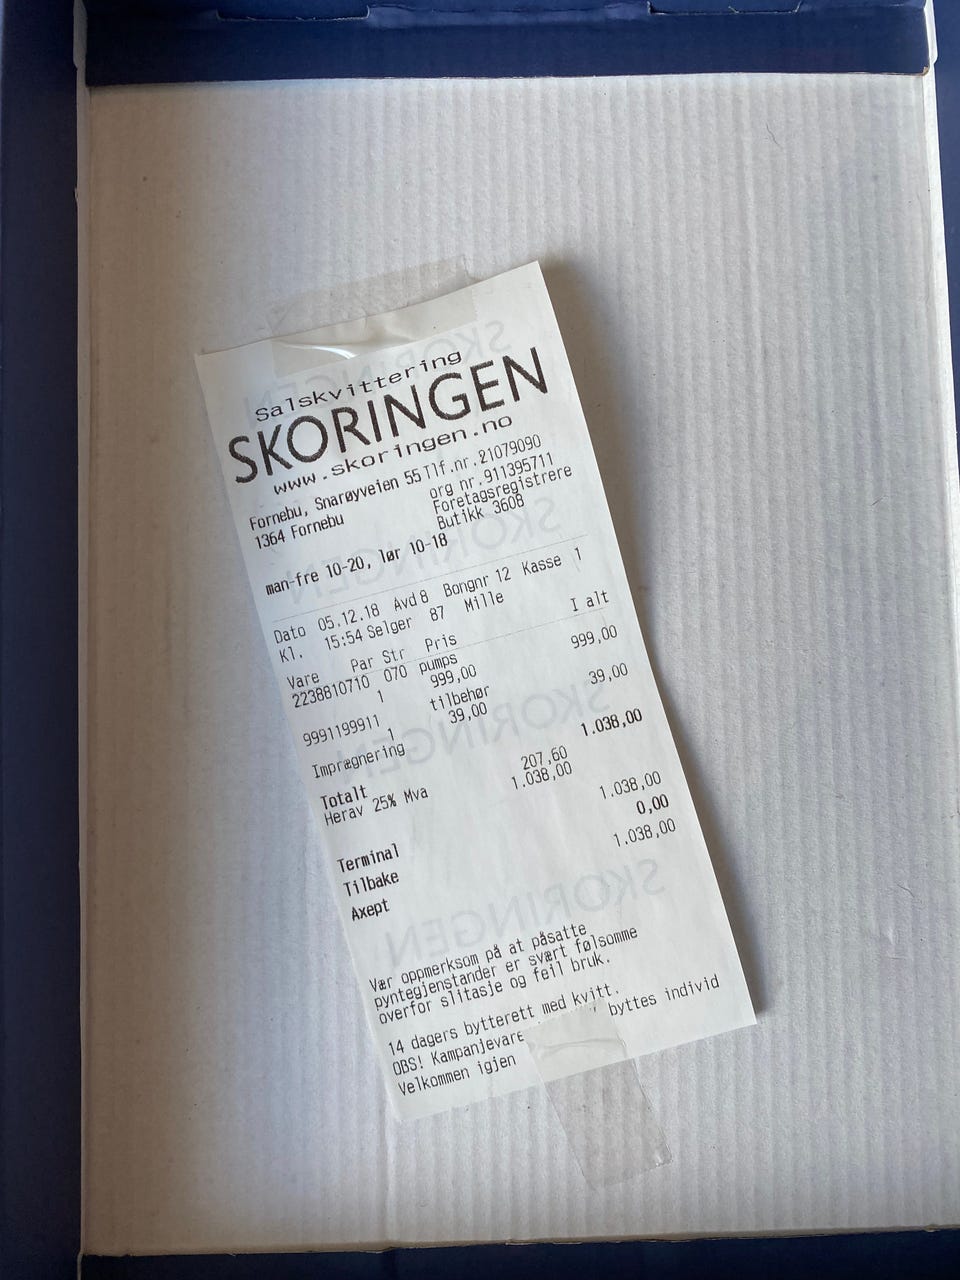 Salskvittering
SKORINGEN
www.skoringen.no
Fornebu, Snarøyveien 55 Tlf.nr.21079090
1364 Fornebu org nr.911395711
Foretagsregistrere
Butikk 3608
man-fre 10-20, lør 10-18
Dato 05.12.18 Avd 8 Bongnr 12 Kasse 1
Kl. 15:54 Selger 87 Mille
Vare Par Str Pris I alt
2238810710 070 pumps
1 999,00 999,00
9991199911 tilbehør
1 39,00 39,00
Imprægnering
Totalt 1.038,00
Herav 25% Mva 207,60
1.038,00
Terminal 1.038,00
Tilbake 0,00
Axept 1.038,00
Vær oppmerksom på at påsatte
pyntegjenstander er svært følsomme
overfor slitasje og feil bruk.
14 dagers bytterett med kvitt.
OBS! Kampanjevare byttes individ
Velkommen igjen